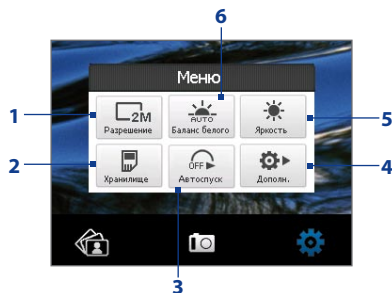 6
Меню
1
2M
AUTO
5
Разрешение
Баланс белого
Яркость
2
OFF
4
Хранилище
Автоспуск
Дополн.
3